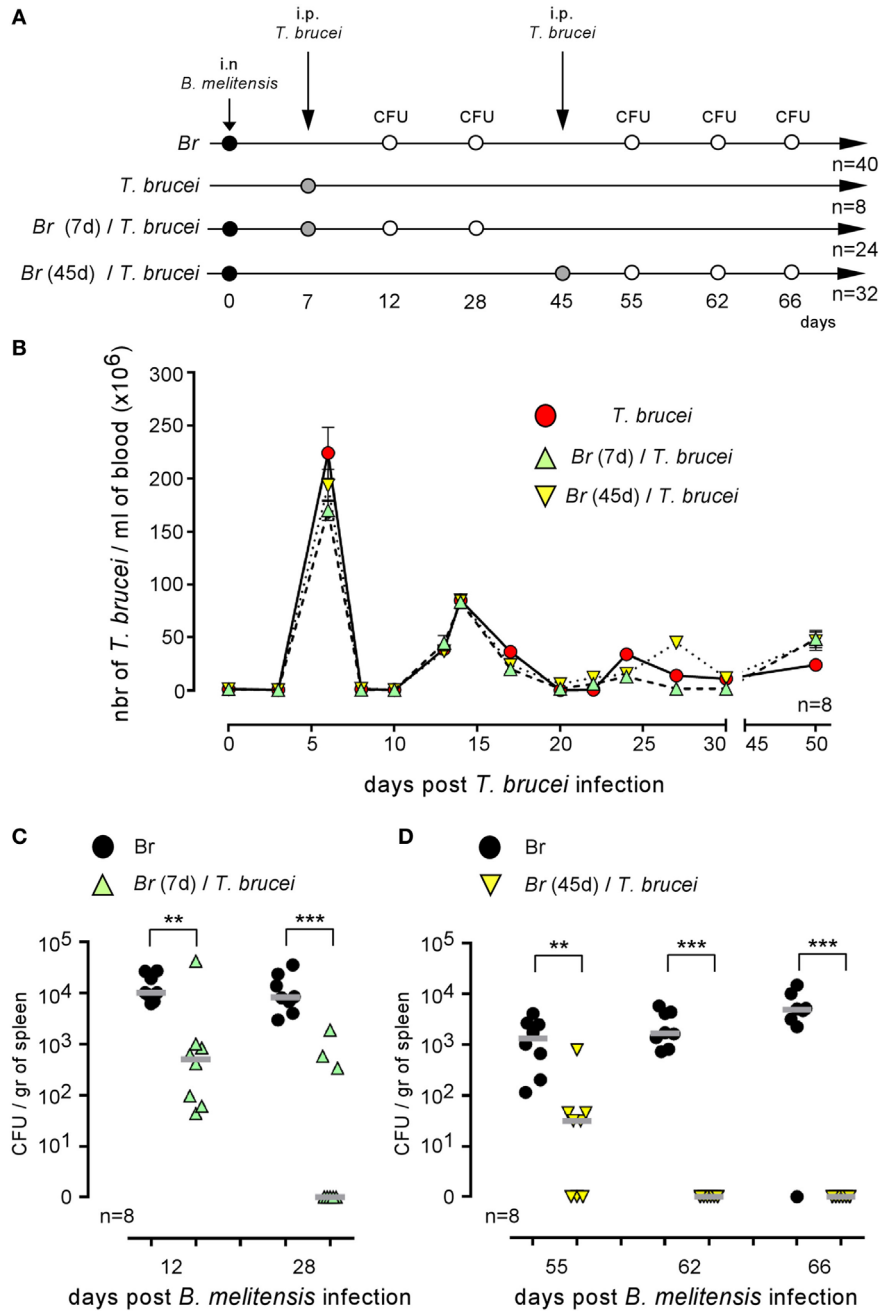 A
i.p.
T. brucei
i.p.
T. brucei
i.n
B. melitensis
CFU CFU CFU CFU CFU
Br
n=40
T. brucei
n=8
Br (7d) / T. brucei
n=24
Br (45d) / T. brucei
n=32
0 7 12 28 45 55 62 66
days
B
nbr of T. brucei / ml of blood (x10⁶)
300
250
200
150
100
50
0
T. brucei
Br (7d) / T. brucei
Br (45d) / T. brucei
n=8
0 5 10 15 20 25 30 45 50
days post T. brucei infection
C
Br
Br (7d) / T. brucei
** ***
CFU / gr of spleen
10⁵
10⁴
10³
10²
10¹
0
n=8
12 28
days post B. melitensis infection
D
Br
Br (45d) / T. brucei
** *** ***
CFU / gr of spleen
10⁵
10⁴
10³
10²
10¹
0
n=8
55 62 66
days post B. melitensis infection